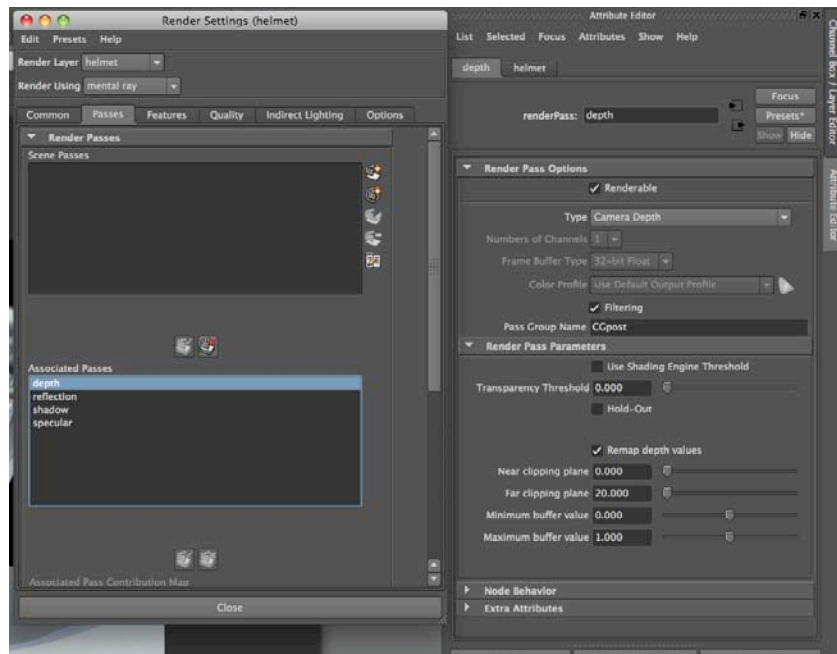 Render Settings (helmet)
Edit Presets Help
Render Layer helmet
Render Using mental ray
Common Passes Features Quality Indirect Lighting Options
Render Passes
Scene Passes
Associated Passes
depth
reflection
shadow
specular
Associated Pass Contribution Map
Close
Attribute Editor
List Selected Focus Attributes Show Help
depth helmet
renderPass: depth
Focus
Presets*
Show Hide
Render Pass Options
Renderable
Type Camera Depth
Numbers of Channels 1
Frame Buffer Type 32-bit Float
Color Profile Use Default Output Profile
Filtering
Pass Group Name CGpost
Render Pass Parameters
Use Shading Engine Threshold
Transparency Threshold 0.000
Hold-Out
Remap depth values
Near clipping plane 0.000
Far clipping plane 20.000
Minimum buffer value 0.000
Maximum buffer value 1.000
Node Behavior
Extra Attributes
Channel Box / Layer Editor
Attribute Editor